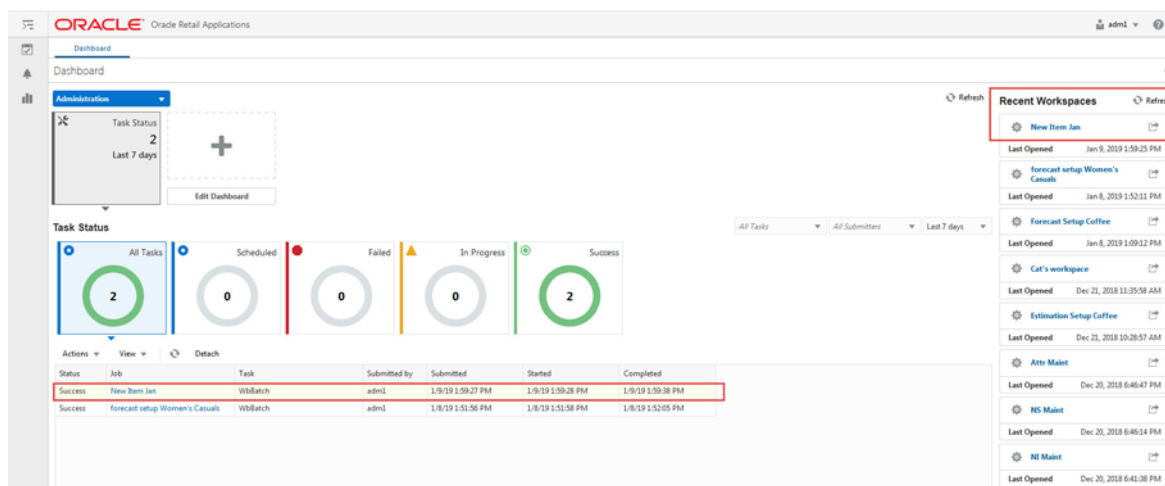 ORACLE® Oracle Retail Applications
adm1
Dashboard
Dashboard
Administration
Refresh
Task Status
2
Last 7 days
Edit Dashboard
Task Status
All Tasks
All Submitters
Last 7 days
All Tasks
2
Scheduled
0
Failed
0
In Progress
0
Success
2
Actions View Detach
Status Job Task Submitted by Submitted Started Completed
Success New Item Jan WbBatch adm1 1/9/19 1:59:27 PM 1/9/19 1:59:28 PM 1/9/19 1:59:38 PM
Success forecast setup Women's Casuals WbBatch adm1 1/8/19 1:51:56 PM 1/8/19 1:51:58 PM 1/8/19 1:52:05 PM
Recent Workspaces Refre
New Item Jan
Last Opened Jan 9, 2019 1:59:25 PM
forecast setup Women's
Casuals
Last Opened Jan 8, 2019 1:52:11 PM
Forecast Setup Coffee
Last Opened Jan 8, 2019 1:09:12 PM
Cat's workspace
Last Opened Dec 21, 2018 11:35:58 AM
Estimation Setup Coffee
Last Opened Dec 21, 2018 10:28:57 AM
Attr Maint
Last Opened Dec 20, 2018 6:46:47 PM
NS Maint
Last Opened Dec 20, 2018 6:46:14 PM
NI Maint
Last Opened Dec 20, 2018 6:41:38 PM